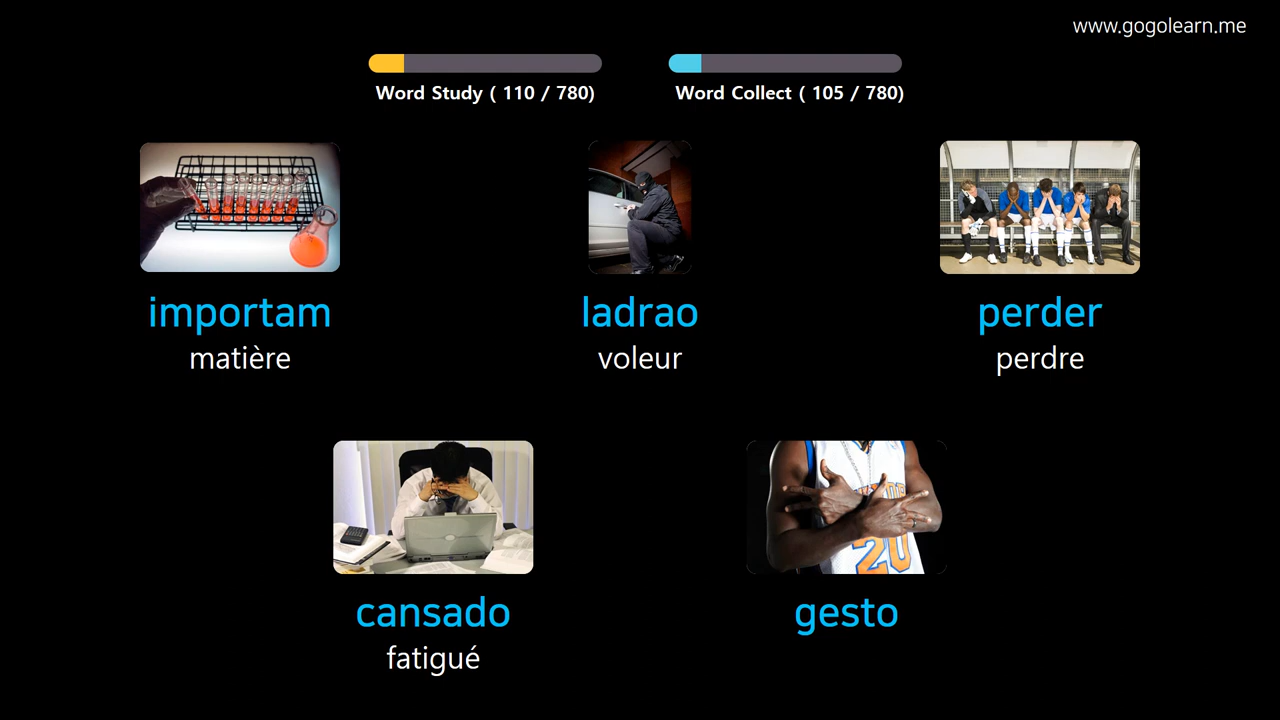 www.gogolearn.me
Word Study ( 110 / 780)
Word Collect ( 105 / 780)
importam
matière
ladrao
voleur
perder
perdre
cansado
fatigué
gesto
20